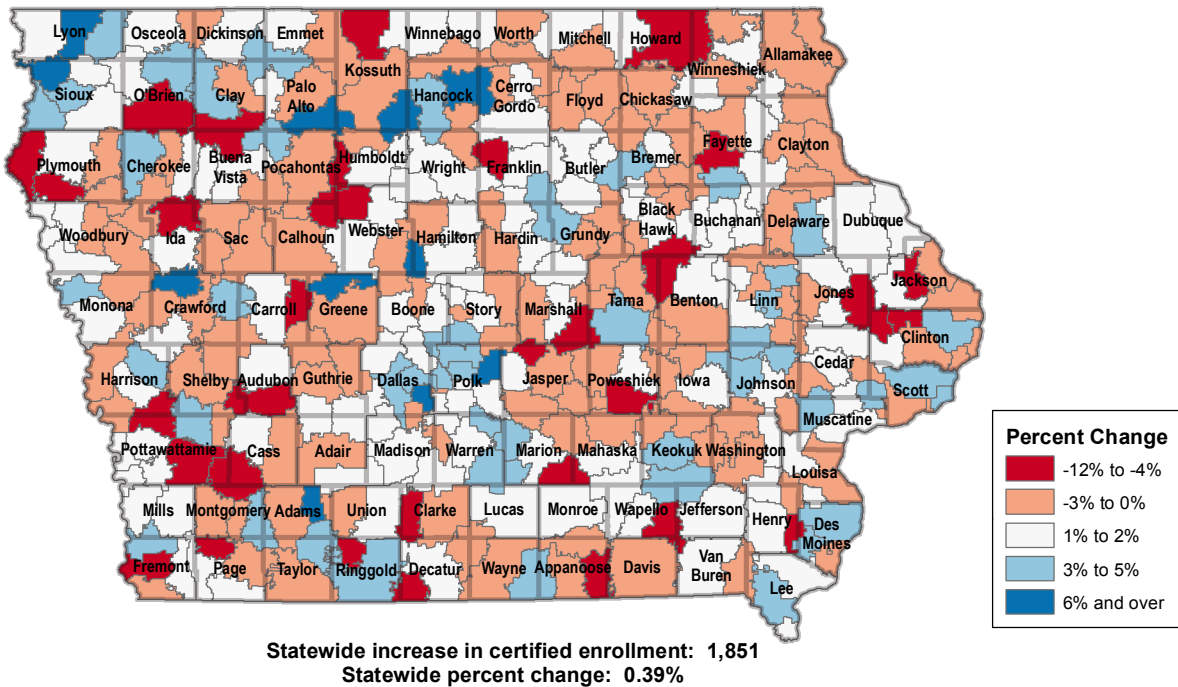 Lyon
Osceola
Dickinson
Emmet
Winnebago
Worth
Mitchell
Howard
Winneshiek
Allamakee
Kossuth
Sioux
O'Brien
Clay
Palo
Alto
Hancock
Cerro
Gordo
Floyd
Chickasaw
Plymouth
Cherokee
Buena
Vista
Pocahontas
Humboldt
Wright
Franklin
Butler
Bremer
Fayette
Clayton
Woodbury
Ida
Sac
Calhoun
Webster
Hamilton
Hardin
Grundy
Black
Hawk
Buchanan
Delaware
Dubuque
Monona
Crawford
Carroll
Greene
Boone
Story
Marshall
Tama
Benton
Linn
Jones
Jackson
Clinton
Harrison
Shelby
Audubon
Guthrie
Dallas
Polk
Jasper
Poweshiek
Iowa
Johnson
Cedar
Scott
Muscatine
Pottawattamie
Cass
Adair
Madison
Warren
Marion
Mahaska
Keokuk
Washington
Louisa
Mills
Montgomery
Adams
Union
Clarke
Lucas
Monroe
Wapello
Jefferson
Henry
Des
Moines
Fremont
Page
Taylor
Ringgold
Decatur
Wayne
Appanoose
Davis
Van
Buren
Lee
Percent Change
-12% to -4%
-3% to 0%
1% to 2%
3% to 5%
6% and over
Statewide increase in certified enrollment: 1,851
Statewide percent change: 0.39%